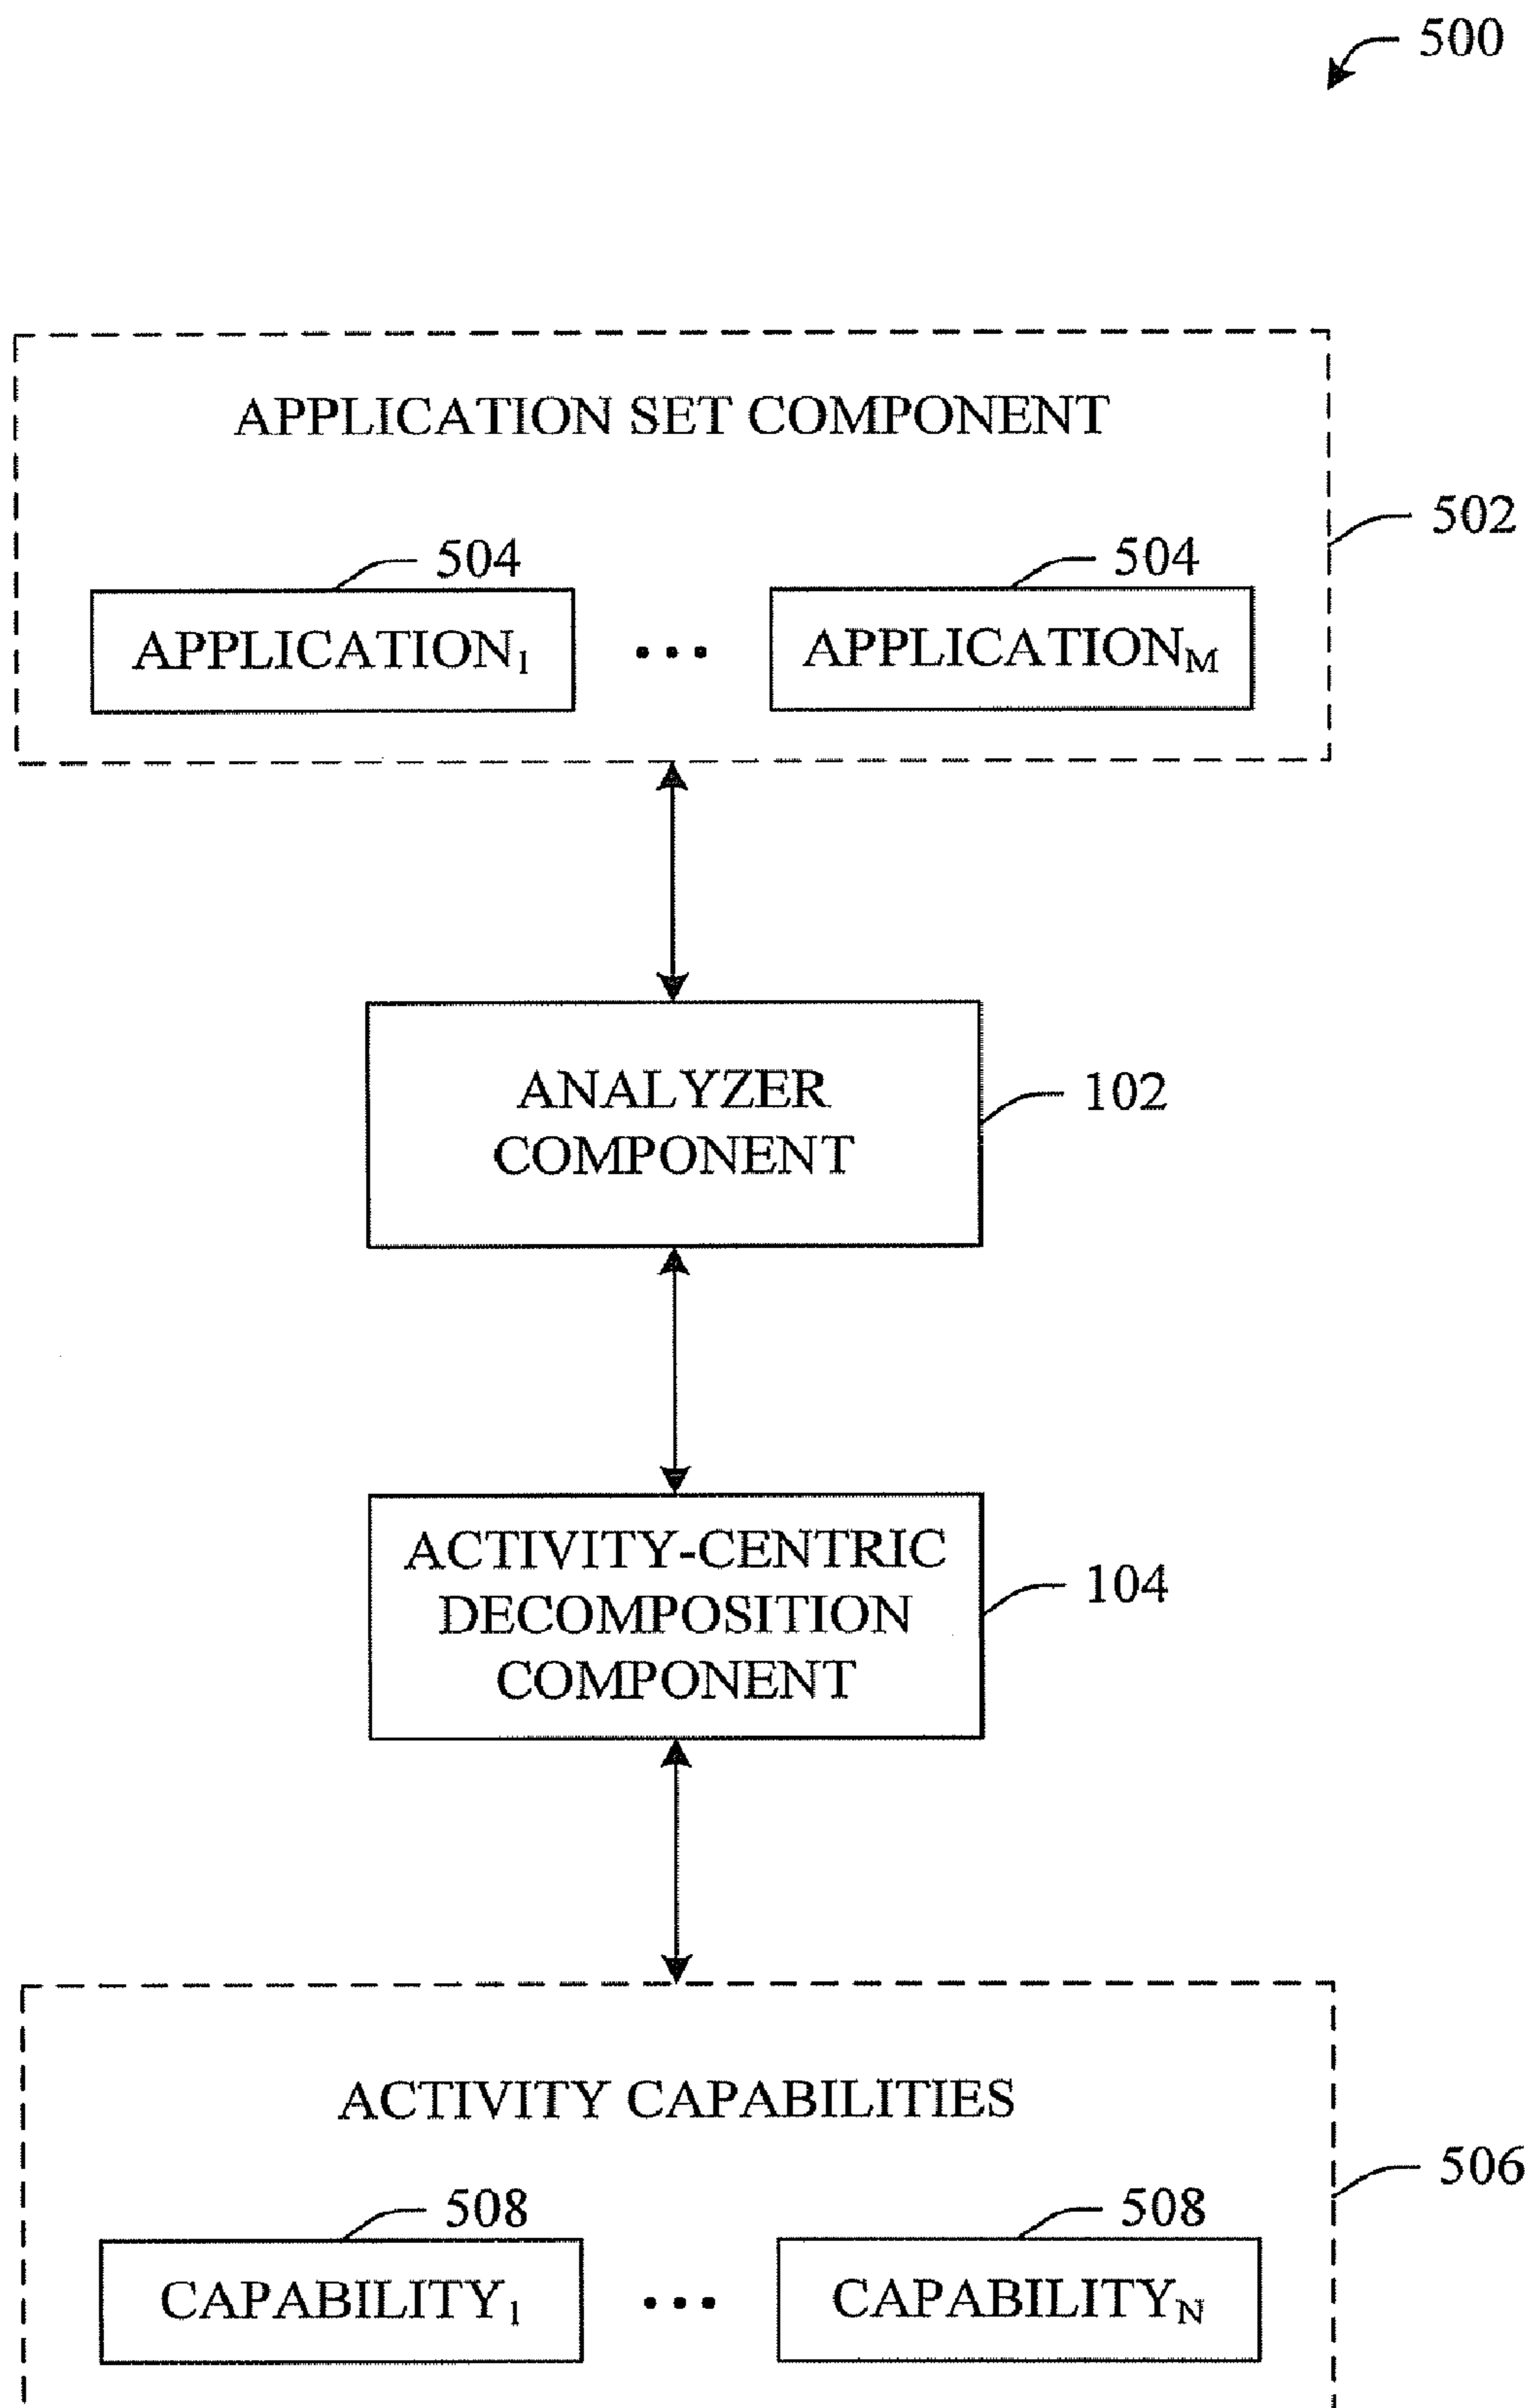 500
APPLICATION SET COMPONENT
502
504
504
APPLICATION₁ ... APPLICATIONM
ANALYZER
COMPONENT
102
ACTIVITY-CENTRIC
DECOMPOSITION
COMPONENT
104
ACTIVITY CAPABILITIES
506
508
508
CAPABILITY₁ ... CAPABILITYN